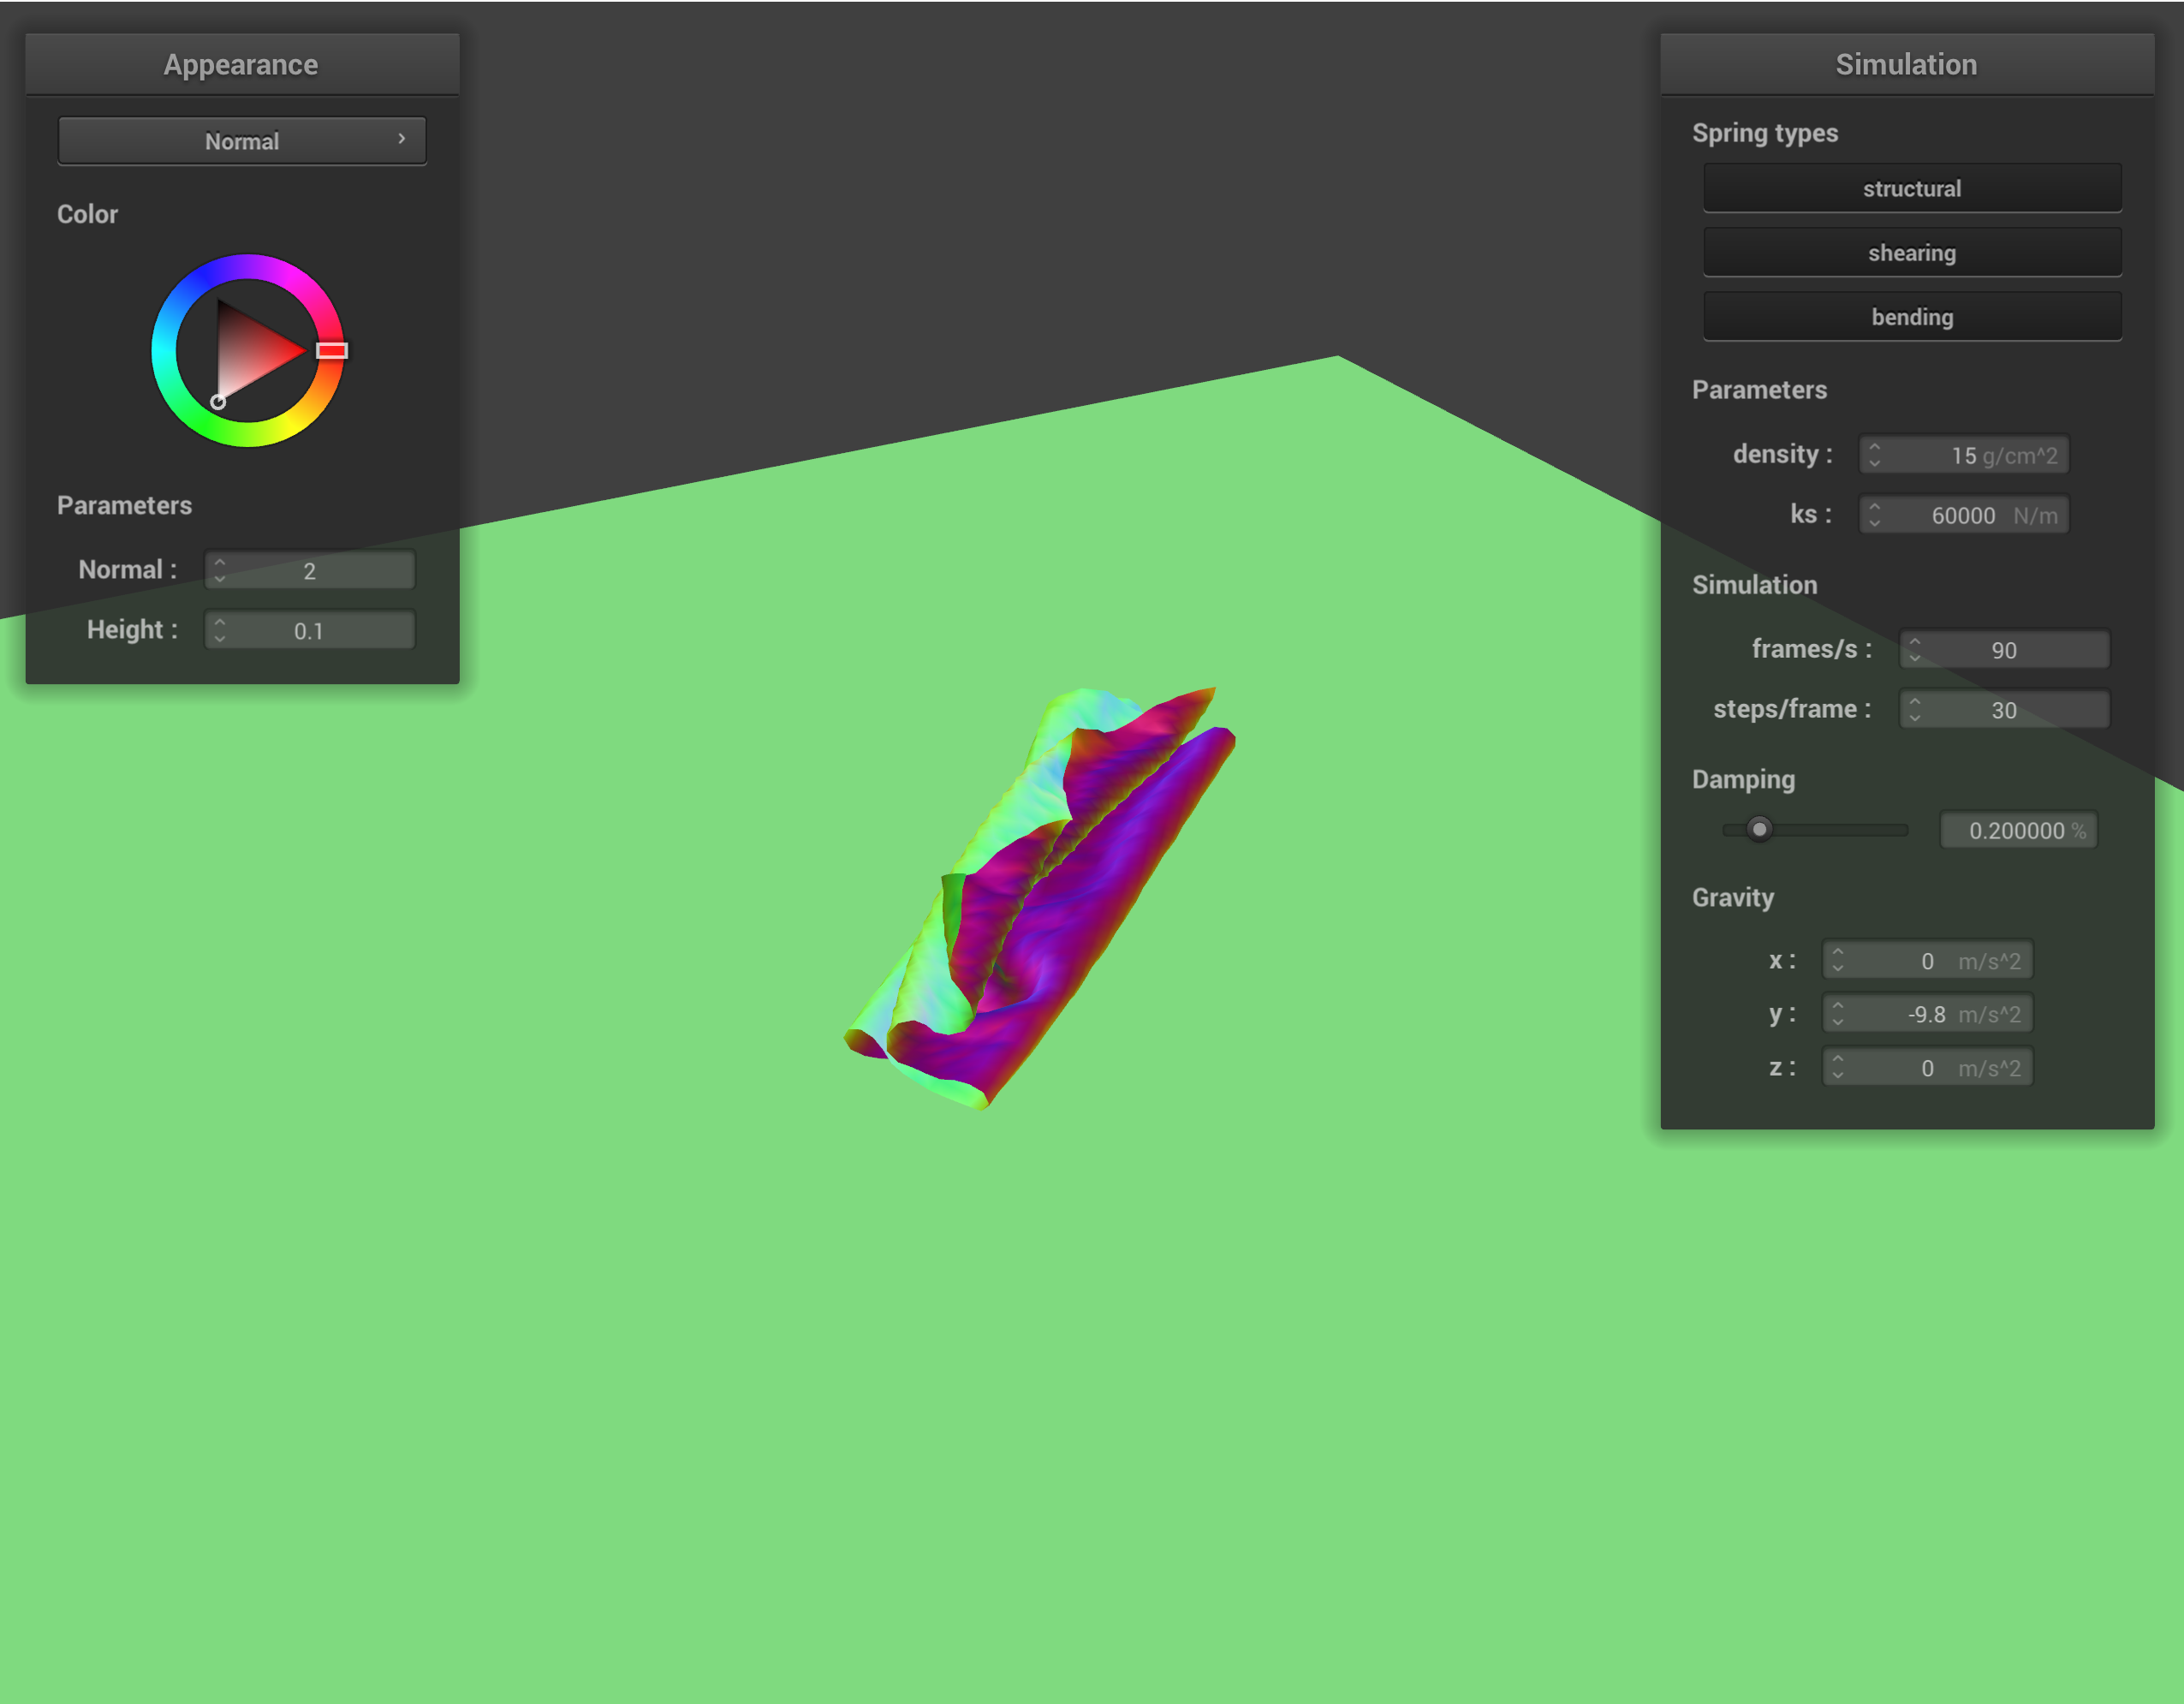 Appearance
Normal
Color
Parameters
Normal :
2
Height :
0.1
Simulation
Spring types
structural
shearing
bending
Parameters
density :
15 g/cm^2
ks :
60000 N/m
Simulation
frames/s :
90
steps/frame :
30
Damping
0.200000 %
Gravity
x :
0 m/s^2
y :
-9.8 m/s^2
z :
0 m/s^2